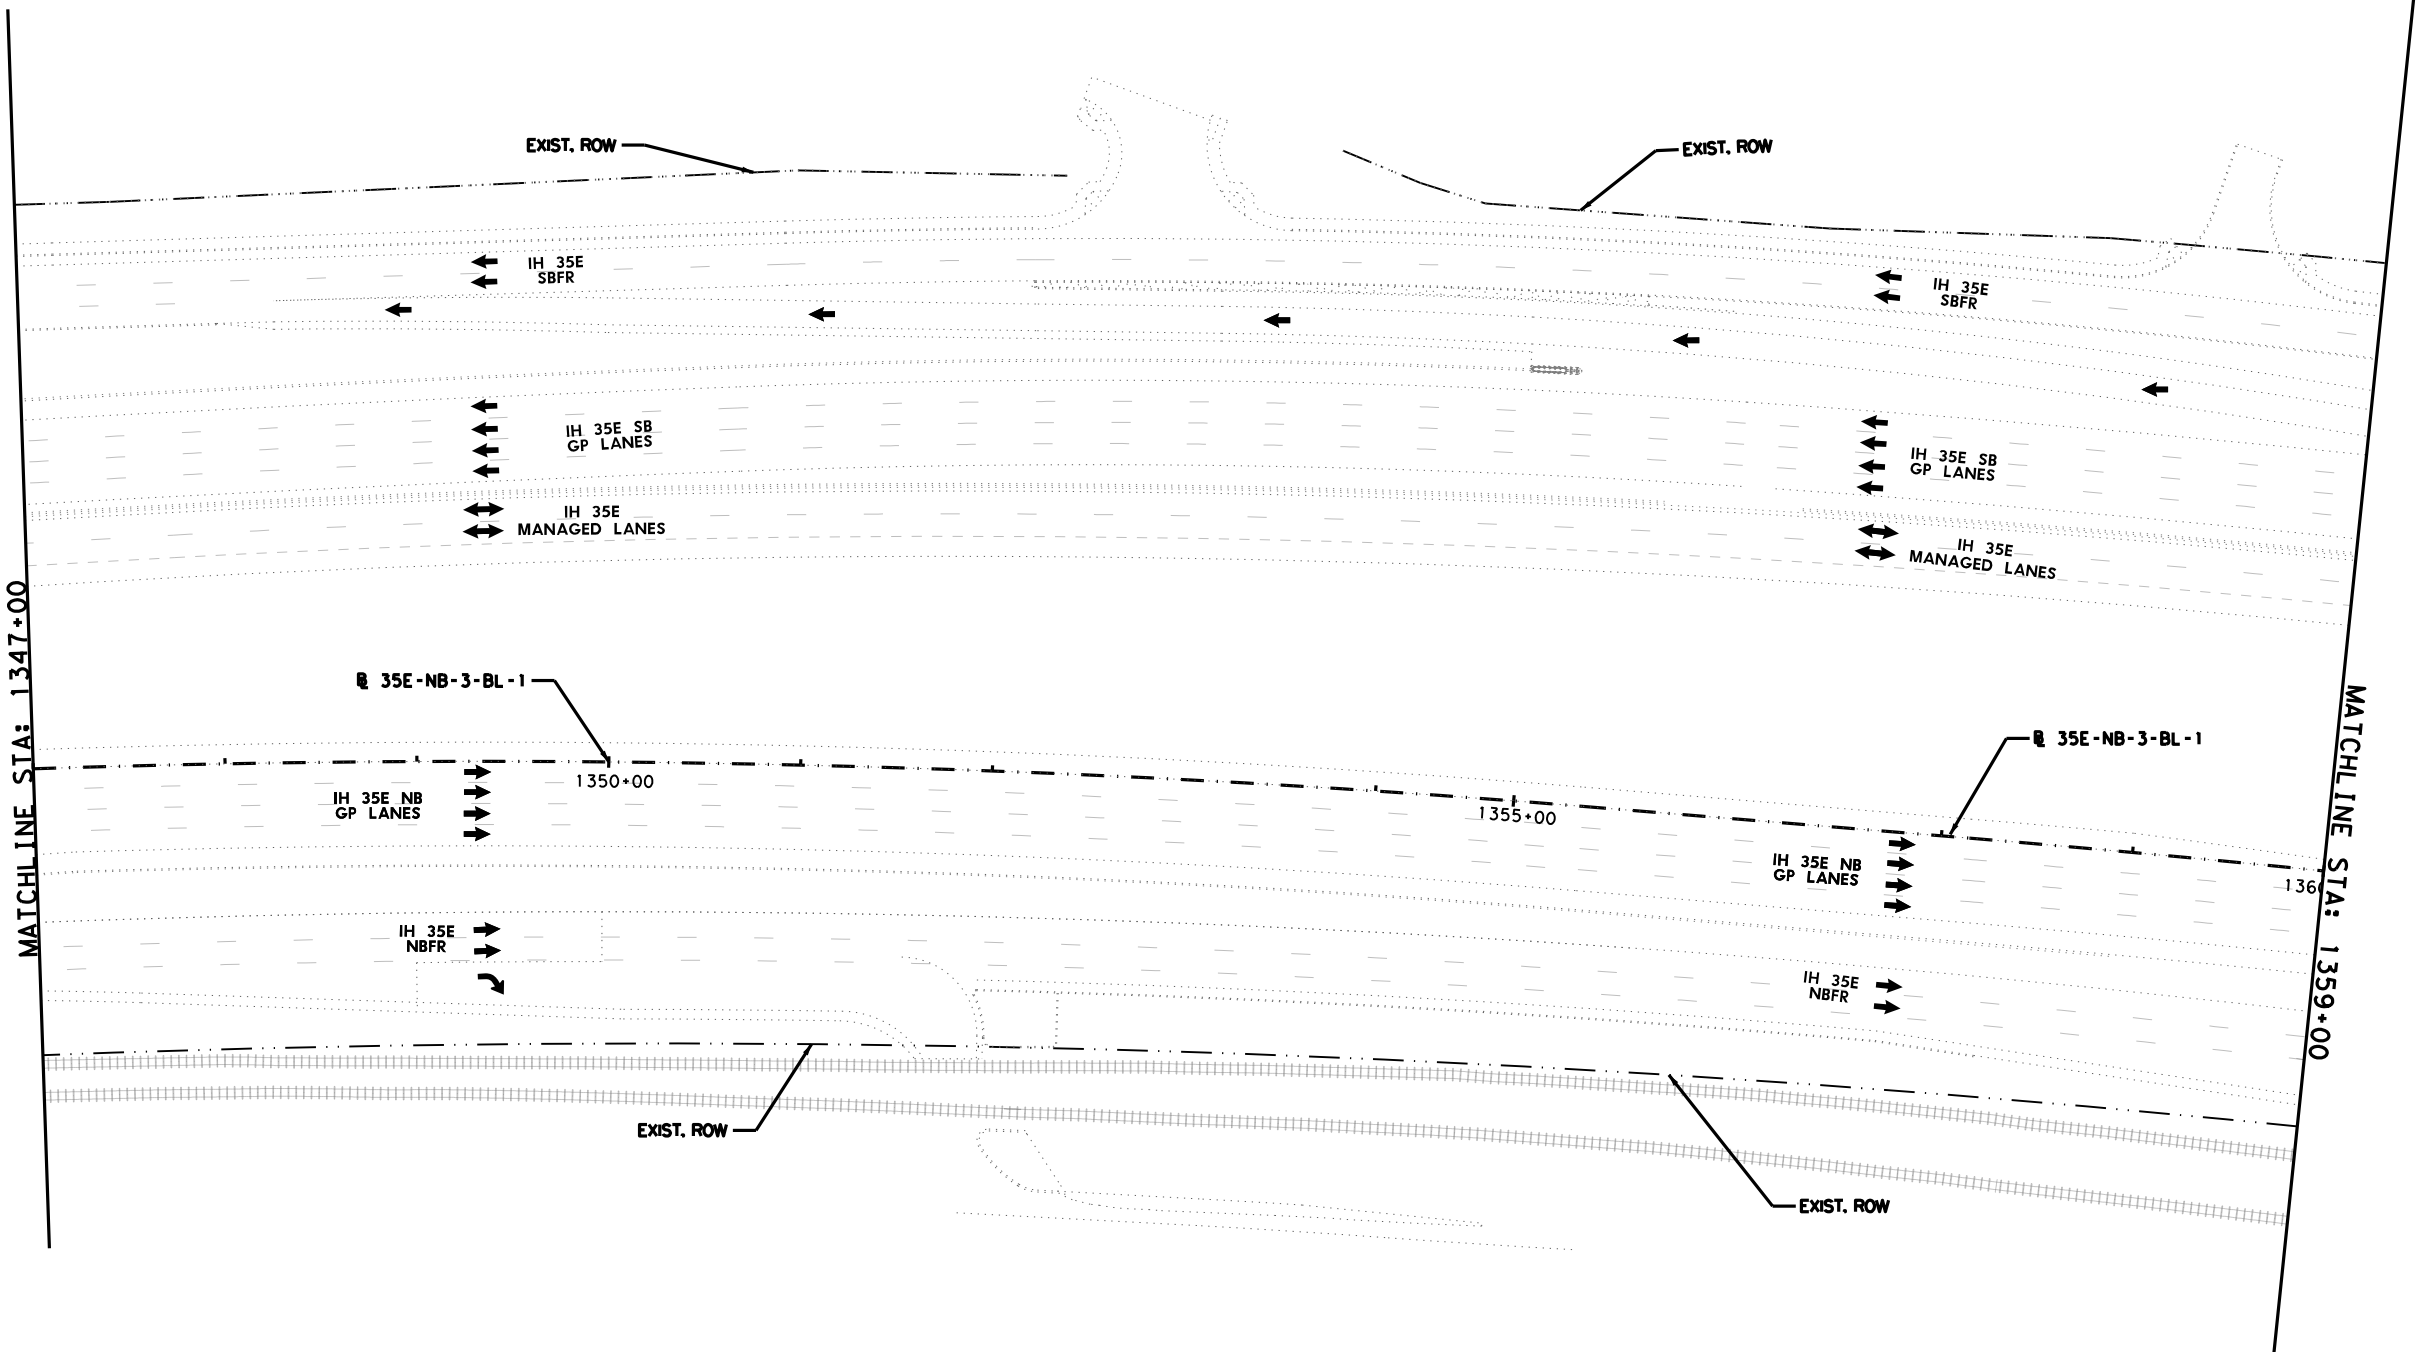 EXIST. ROW
EXIST. ROW
IH 35E
SBFR
IH 35E
SBFR
IH 35E SB
GP LANES
IH 35E SB
GP LANES
IH 35E
MANAGED LANES
IH 35E
MANAGED LANES
MATCHLINE STA: 1347+00
MATCHLINE STA: 1359+00
℄ 35E-NB-3-BL-1
℄ 35E-NB-3-BL-1
1350+00
1355+00
IH 35E NB
GP LANES
IH 35E NB
GP LANES
136
IH 35E
NBFR
IH 35E
NBFR
EXIST. ROW
EXIST. ROW